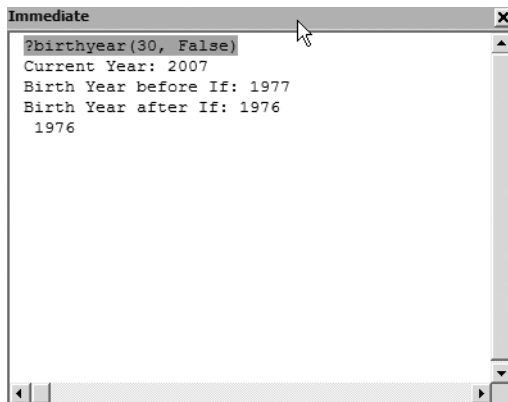 Immediate
?birthyear(30, False)
Current Year: 2007
Birth Year before If: 1977
Birth Year after If: 1976
1976